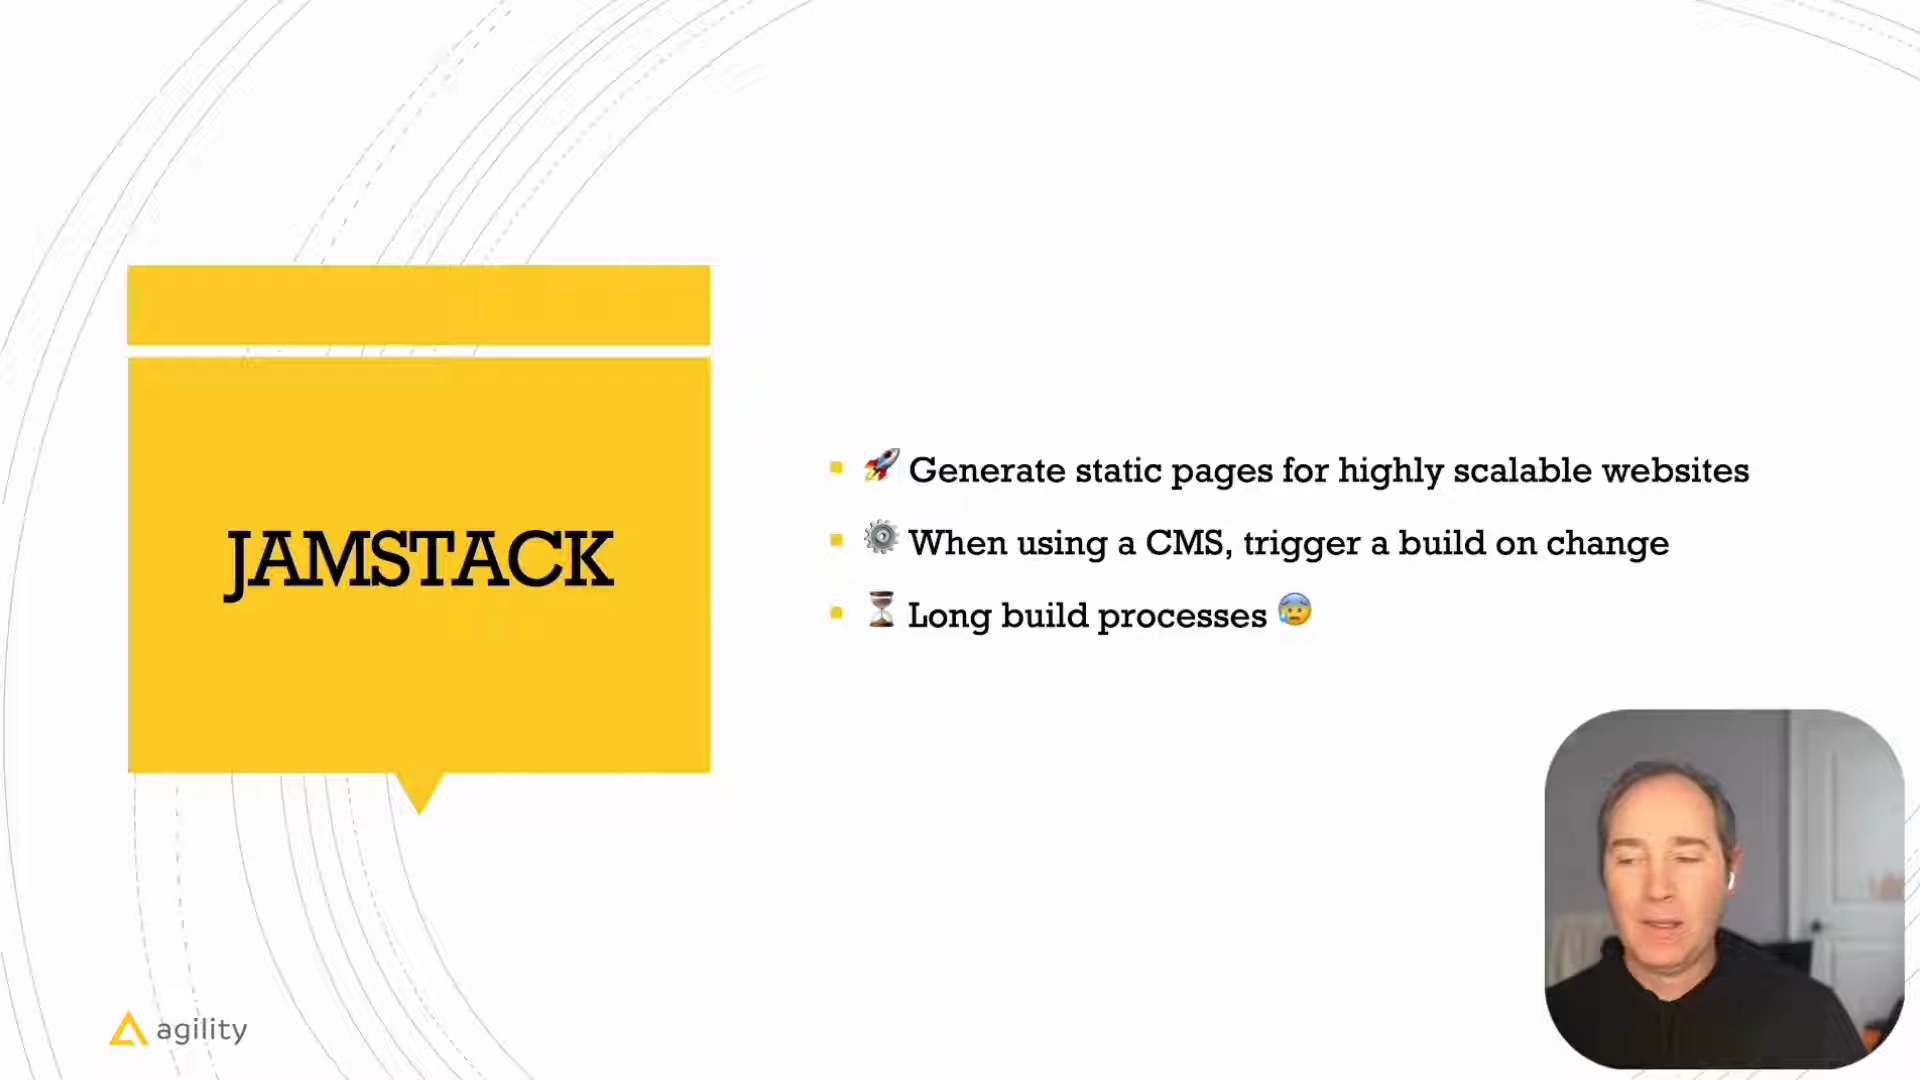 JAMSTACK
🚀 Generate static pages for highly scalable websites
⚙️ When using a CMS, trigger a build on change
⏳ Long build processes 😰
agility